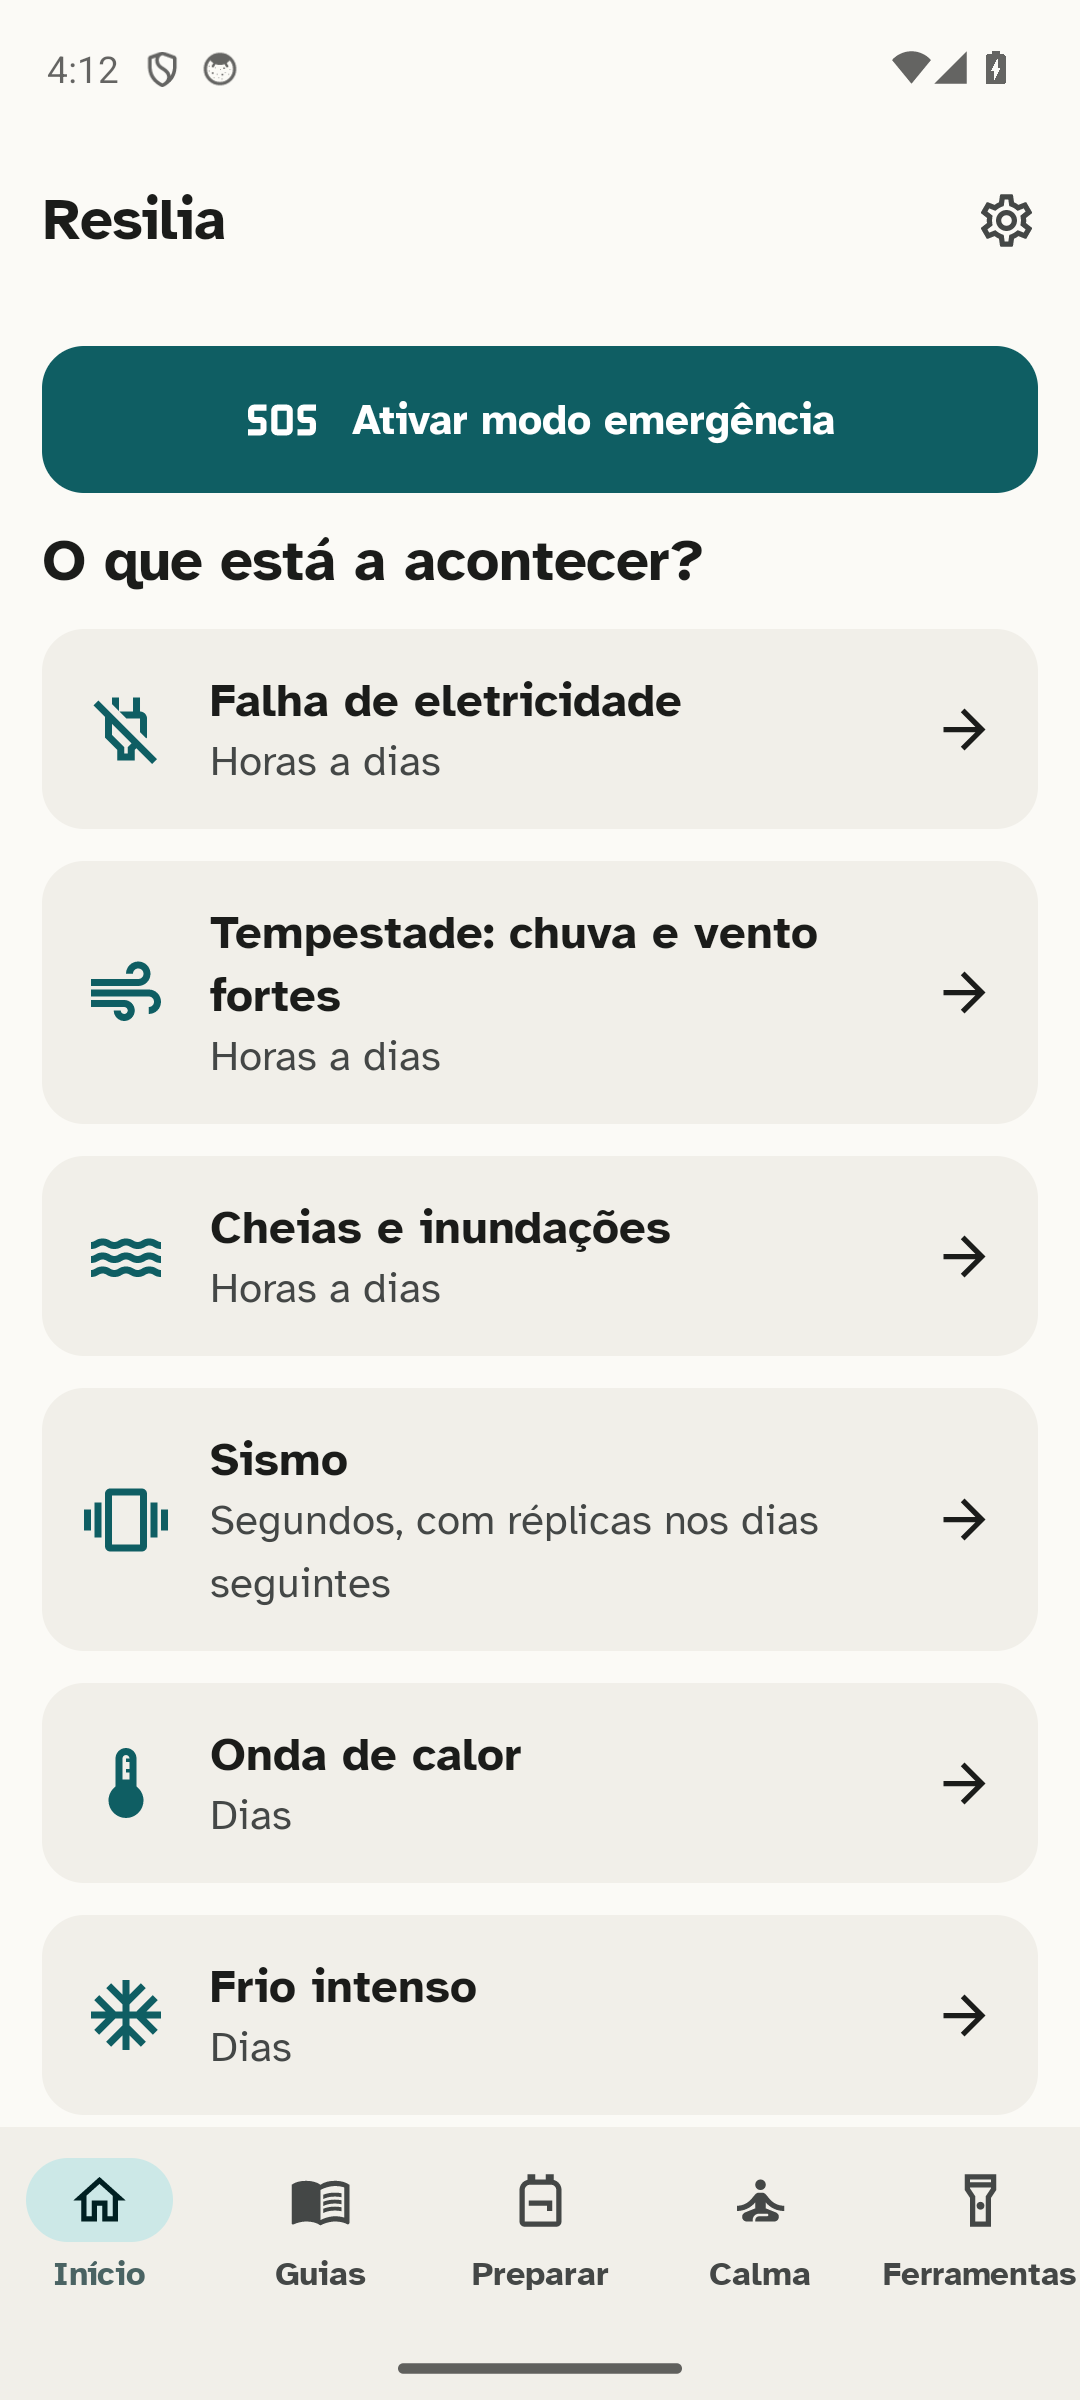 4:12
Resilia
SOS Ativar modo emergência
O que está a acontecer?
Falha de eletricidade
Horas a dias
Tempestade: chuva e vento
fortes
Horas a dias
Cheias e inundações
Horas a dias
Sismo
Segundos, com réplicas nos dias
seguintes
Onda de calor
Dias
Frio intenso
Dias
Início Guias Preparar Calma Ferramentas